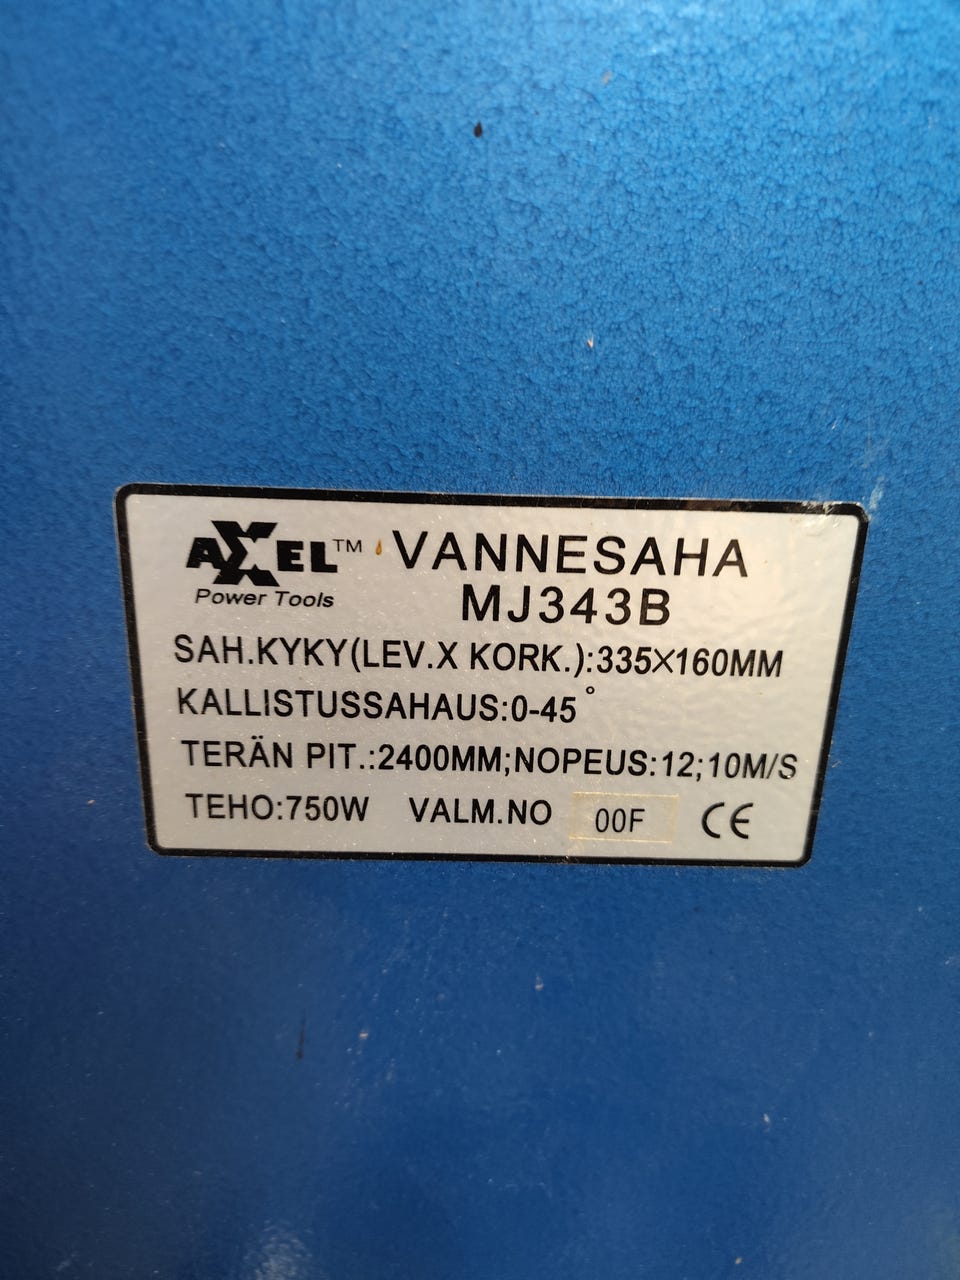 AXEL™ VANNESAHA
Power Tools MJ343B
SAH.KYKY(LEV.X KORK.):335×160MM
KALLISTUSSAHAUS:0-45°
TERÄN PIT.:2400MM;NOPEUS:12;10M/S
TEHO:750W VALM.NO 00F CE